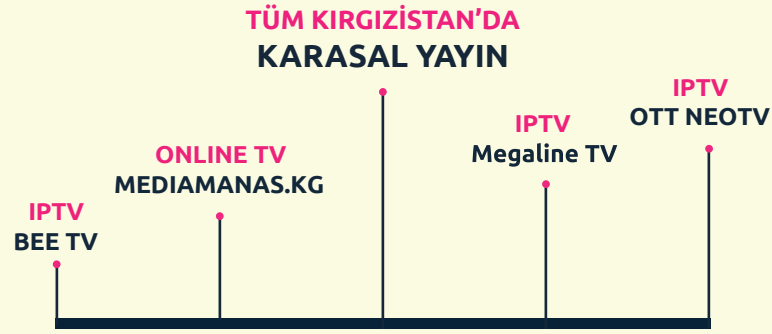 TÜM KIRGIZİSTAN’DA
KARASAL YAYIN
IPTV
OTT NEOTV
IPTV
Megaline TV
ONLINE TV
MEDIAMANAS.KG
IPTV
BEE TV